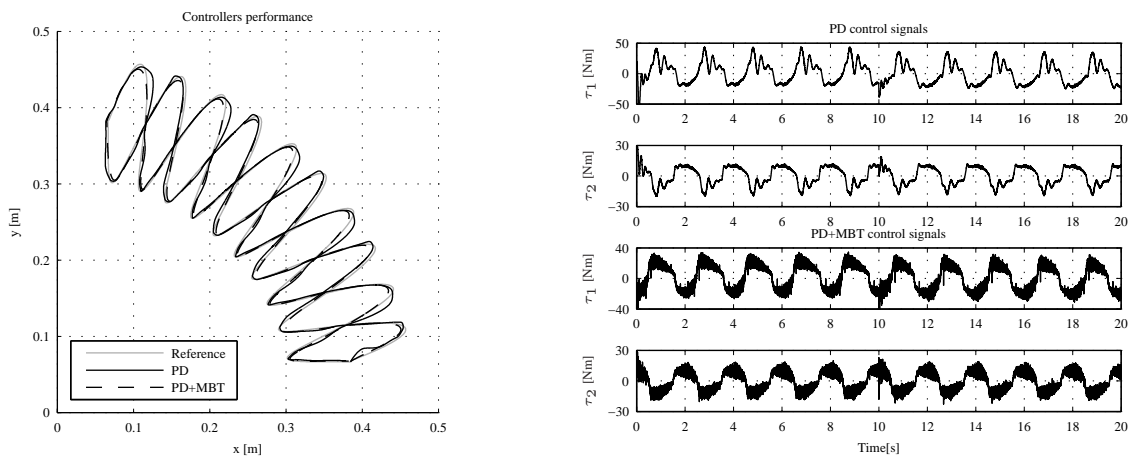 Controllers performance
0.5
0.4
0.3
0.2
0.1
0
y [m]
Reference
PD
PD+MBT
0 0.1 0.2 0.3 0.4 0.5
x [m]
PD control signals
50
0
−50
τ1 [Nm]
0 2 4 6 8 10 12 14 16 18 20
30
0
−30
τ2 [Nm]
0 2 4 6 8 10 12 14 16 18 20
PD+MBT control signals
40
0
−40
τ1 [Nm]
0 2 4 6 8 10 12 14 16 18 20
30
0
−30
τ2 [Nm]
0 2 4 6 8 10 12 14 16 18 20
Time[s]